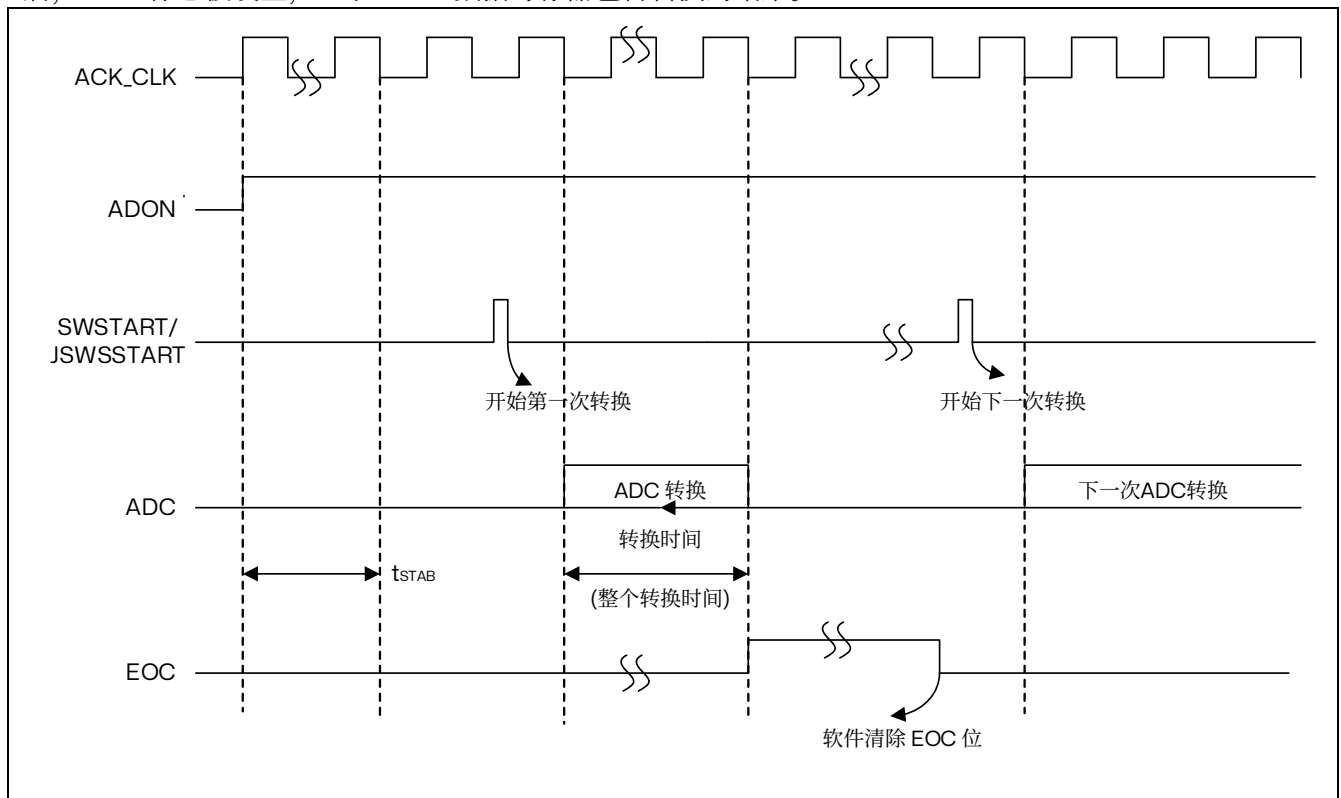 ACK_CLK
ADON
SWSTART/
JSWSSTART
开始第一次转换
开始下一次转换
ADC
ADC 转换
下一次ADC转换
转换时间
tSTAB
(整个转换时间)
EOC
软件清除 EOC 位